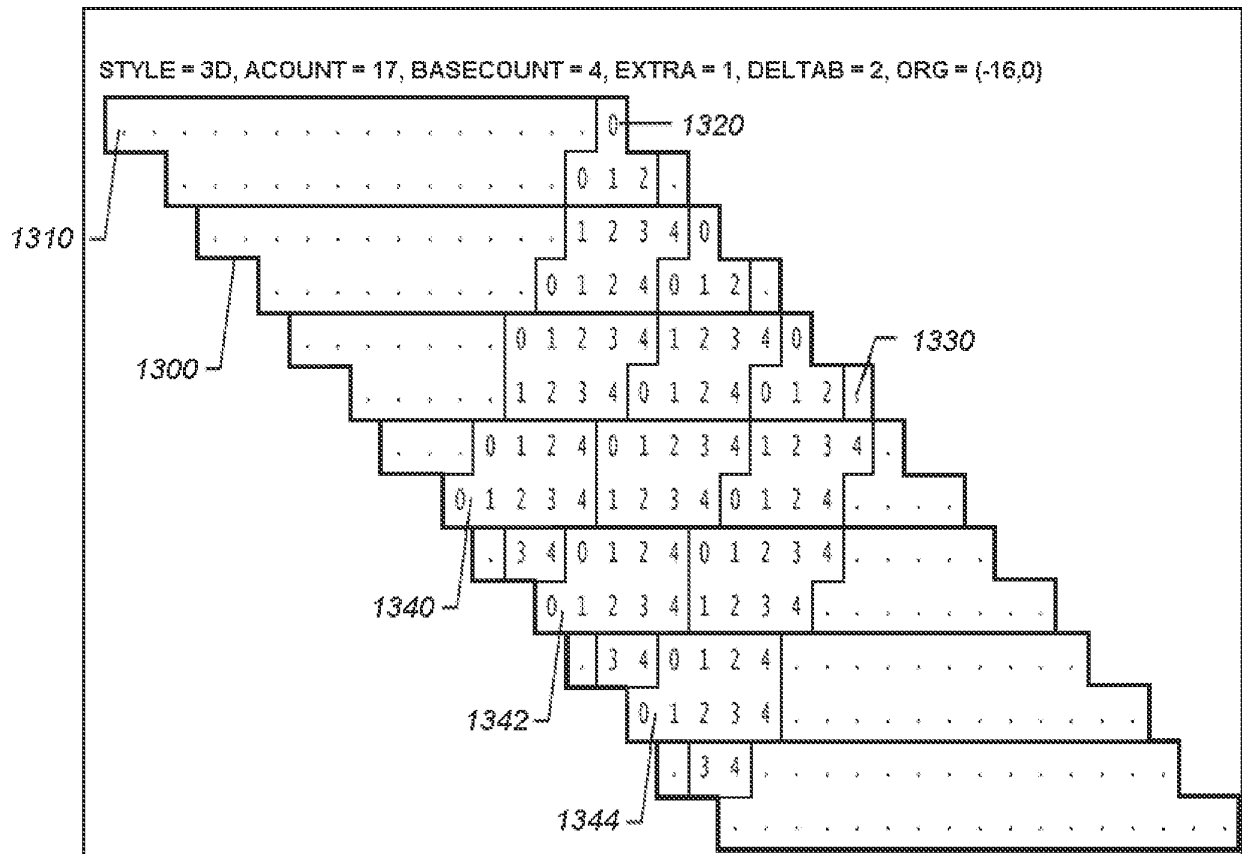 STYLE = 3D, ACOUNT = 17, BASECOUNT = 4, EXTRA = 1, DELTAB = 2, ORG = (-16,0)
. . . . . . . . . . . . . . . . 0 1320
. . . . . . . . . . . . . 0 1 2 .
1310 . . . . . . . . . . . . 1 2 3 4 0
. . . . . . . . . 0 1 2 4 0 1 2 .
. . . . . . . 0 1 2 3 4 1 2 3 4 0 1330
1300 . . . . . 1 2 3 4 0 1 2 4 0 1 2 .
. . . 0 1 2 4 0 1 2 3 4 1 2 3 4 .
0 1 2 3 4 1 2 3 4 0 1 2 4 . . . .
. 3 4 0 1 2 4 0 1 2 3 4 . . . . .
1340 0 1 2 3 4 1 2 3 4 . . . . . . . .
. 3 4 0 1 2 4 . . . . . . . . . .
1342 0 1 2 3 4 . . . . . . . . . . . .
. 3 4 . . . . . . . . . . . . . .
1344 . . . . . . . . . . . . . . . . .